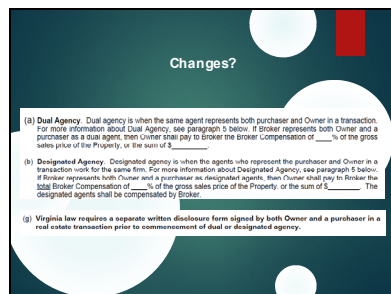 Changes?
(a) Dual Agency. Dual agency is when the same agent represents both purchaser and Owner in a transaction.
For more information about Dual Agency, see paragraph 5 below. If Broker represents both Owner and a
purchaser as a dual agent, then Owner shall pay to Broker the Broker Compensation of ____% of the gross
sales price of the Property, or the sum of $________.
(b) Designated Agency. Designated agency is when the agents who represent the purchaser and Owner in a
transaction work for the same firm. For more information about Designated Agency, see paragraph 5 below.
If Broker represents both Owner and a purchaser as designated agents, then Owner shall pay to Broker the
total Broker Compensation of ____% of the gross sales price of the Property, or the sum of $________. The
designated agents shall be compensated by Broker.
(g) Virginia law requires a separate written disclosure form signed by both Owner and a purchaser in a
real estate transaction prior to commencement of dual or designated agency.